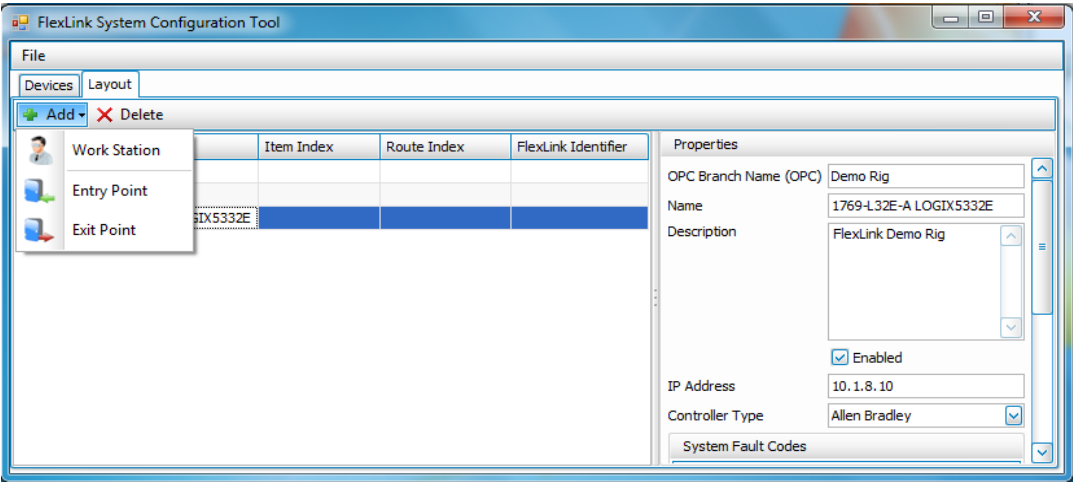 FlexLink System Configuration Tool
File
Devices Layout
Add Delete
Work Station
Entry Point
Exit Point
Item Index Route Index FlexLink Identifier
GIX5332E
Properties
OPC Branch Name (OPC) Demo Rig
Name 1769-L32E-A LOGIX5332E
Description FlexLink Demo Rig
Enabled
IP Address 10.1.8.10
Controller Type Allen Bradley
System Fault Codes